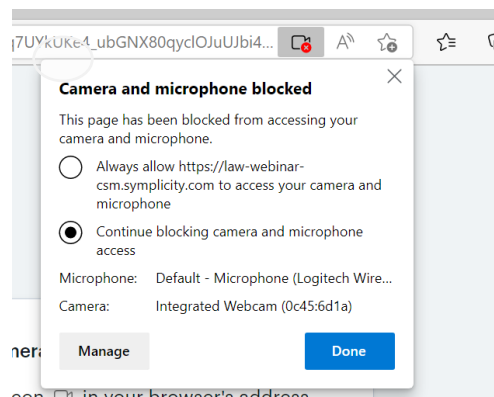 q7UYkUKe4_ubGNX80qyclOJuUJbi4...
Camera and microphone blocked
This page has been blocked from accessing your
camera and microphone.
Always allow https://law-webinar-
csm.symplicity.com to access your camera and
microphone
Continue blocking camera and microphone
access
Microphone: Default - Microphone (Logitech Wire...
Camera: Integrated Webcam (0c45:6d1a)
Manage Done
in your browser's address